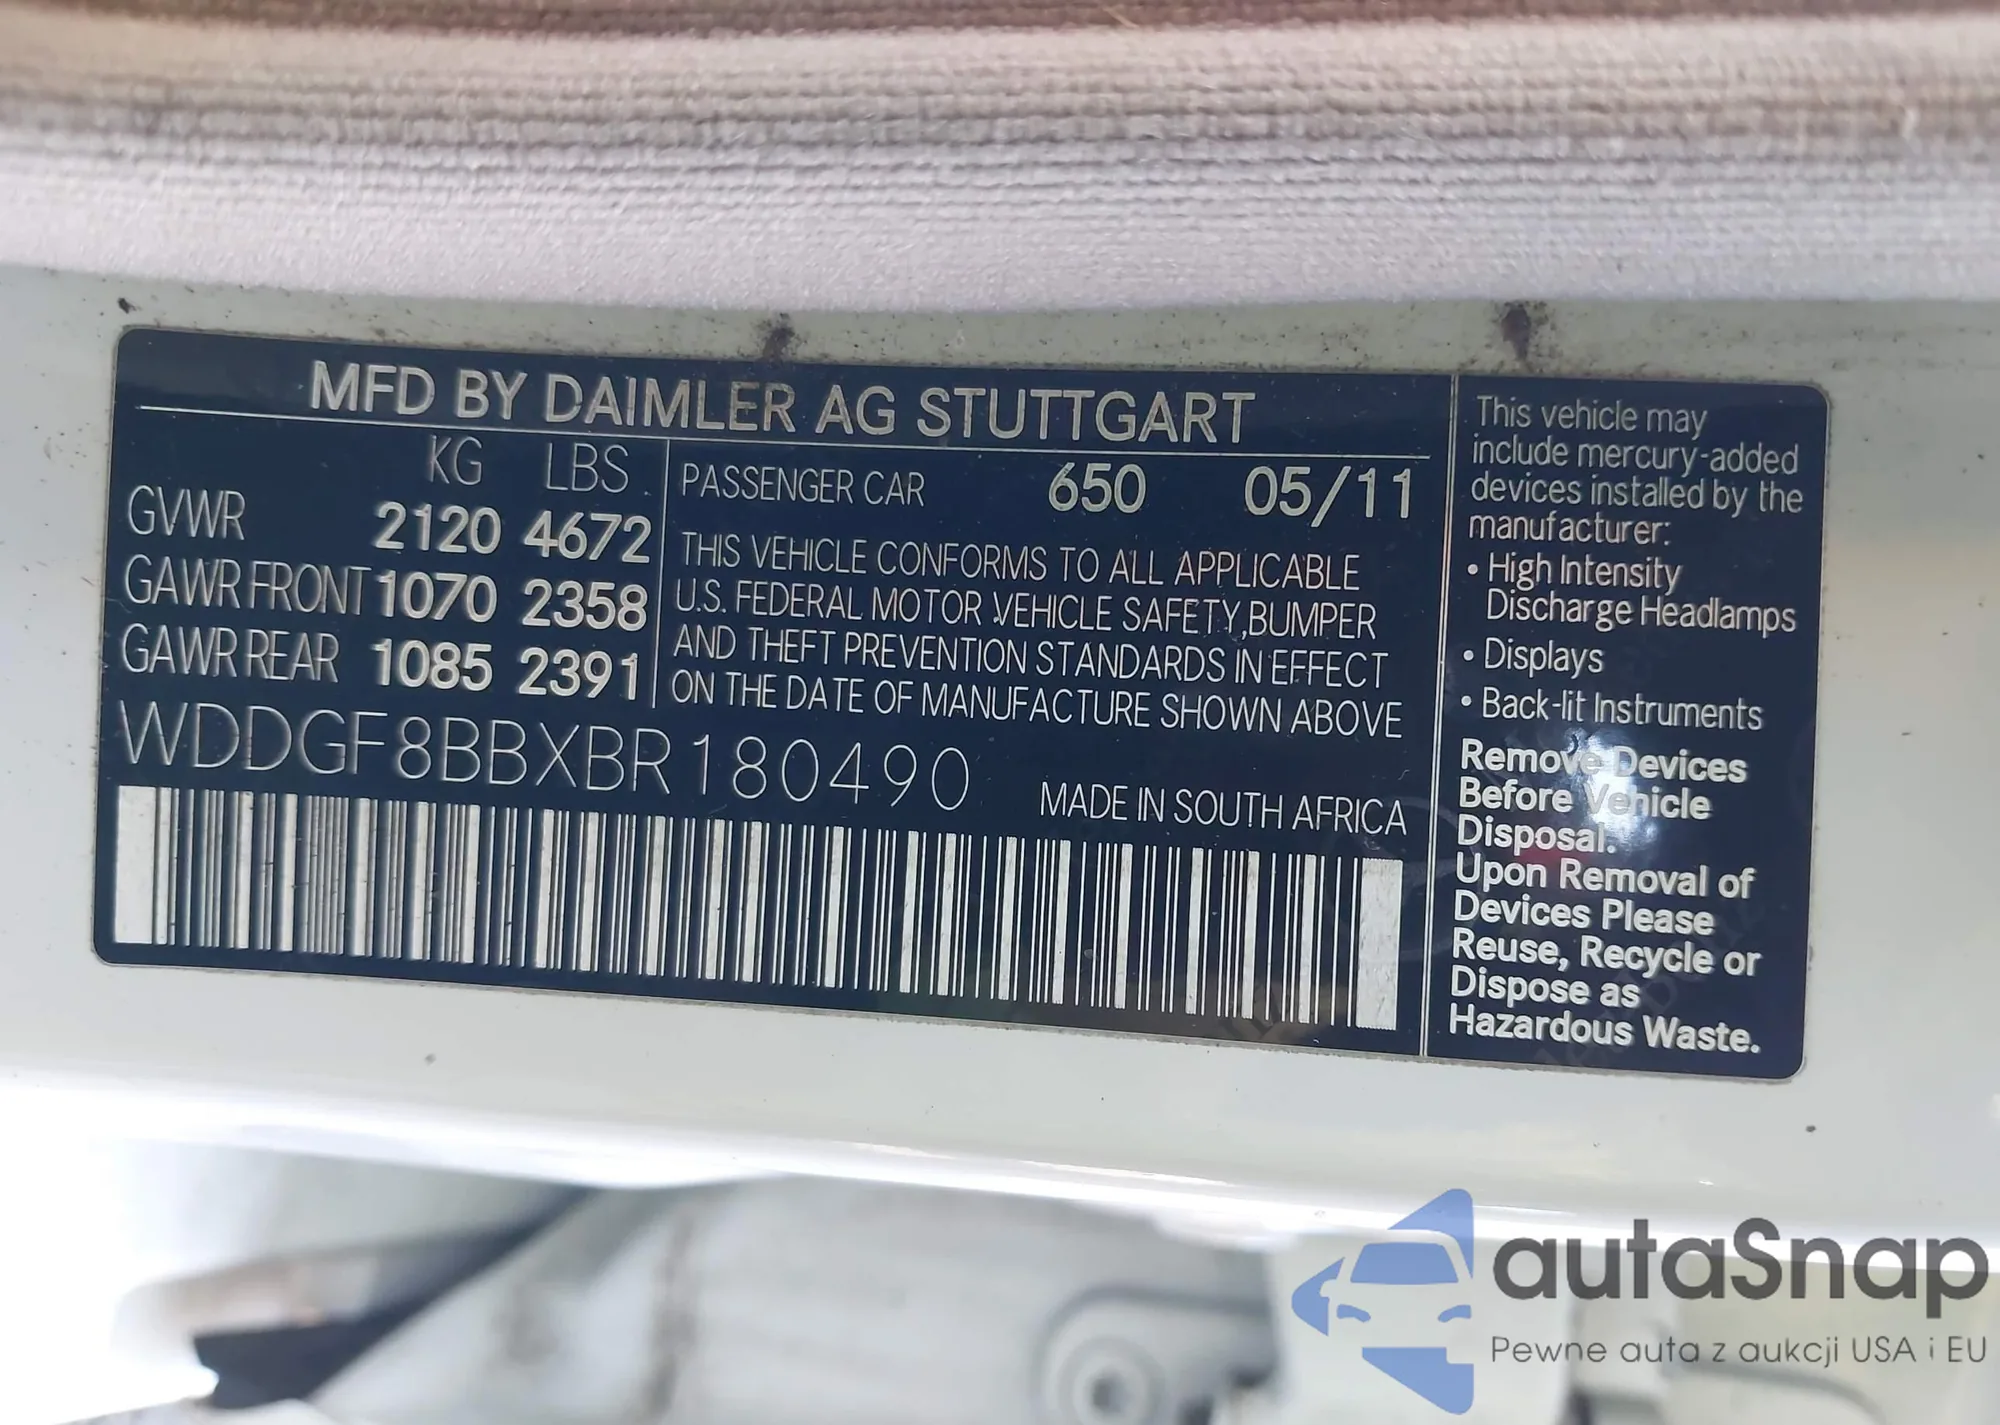 MFD BY DAIMLER AG STUTTGART
KG LBS
GVWR 2120 4672
GAWR FRONT 1070 2358
GAWR REAR 1085 2391
PASSENGER CAR 650 05/11
THIS VEHICLE CONFORMS TO ALL APPLICABLE
U.S. FEDERAL MOTOR VEHICLE SAFETY, BUMPER
AND THEFT PREVENTION STANDARDS IN EFFECT
ON THE DATE OF MANUFACTURE SHOWN ABOVE
WDDGF8BBXBR180490
MADE IN SOUTH AFRICA
This vehicle may
include mercury-added
devices installed by the
manufacturer:
• High Intensity
Discharge Headlamps
• Displays
• Back-lit Instruments
Remove Devices
Before Vehicle
Disposal.
Upon Removal of
Devices Please
Reuse, Recycle or
Dispose as
Hazardous Waste.
autaSnap
Pewne auta z aukcji USA i EU